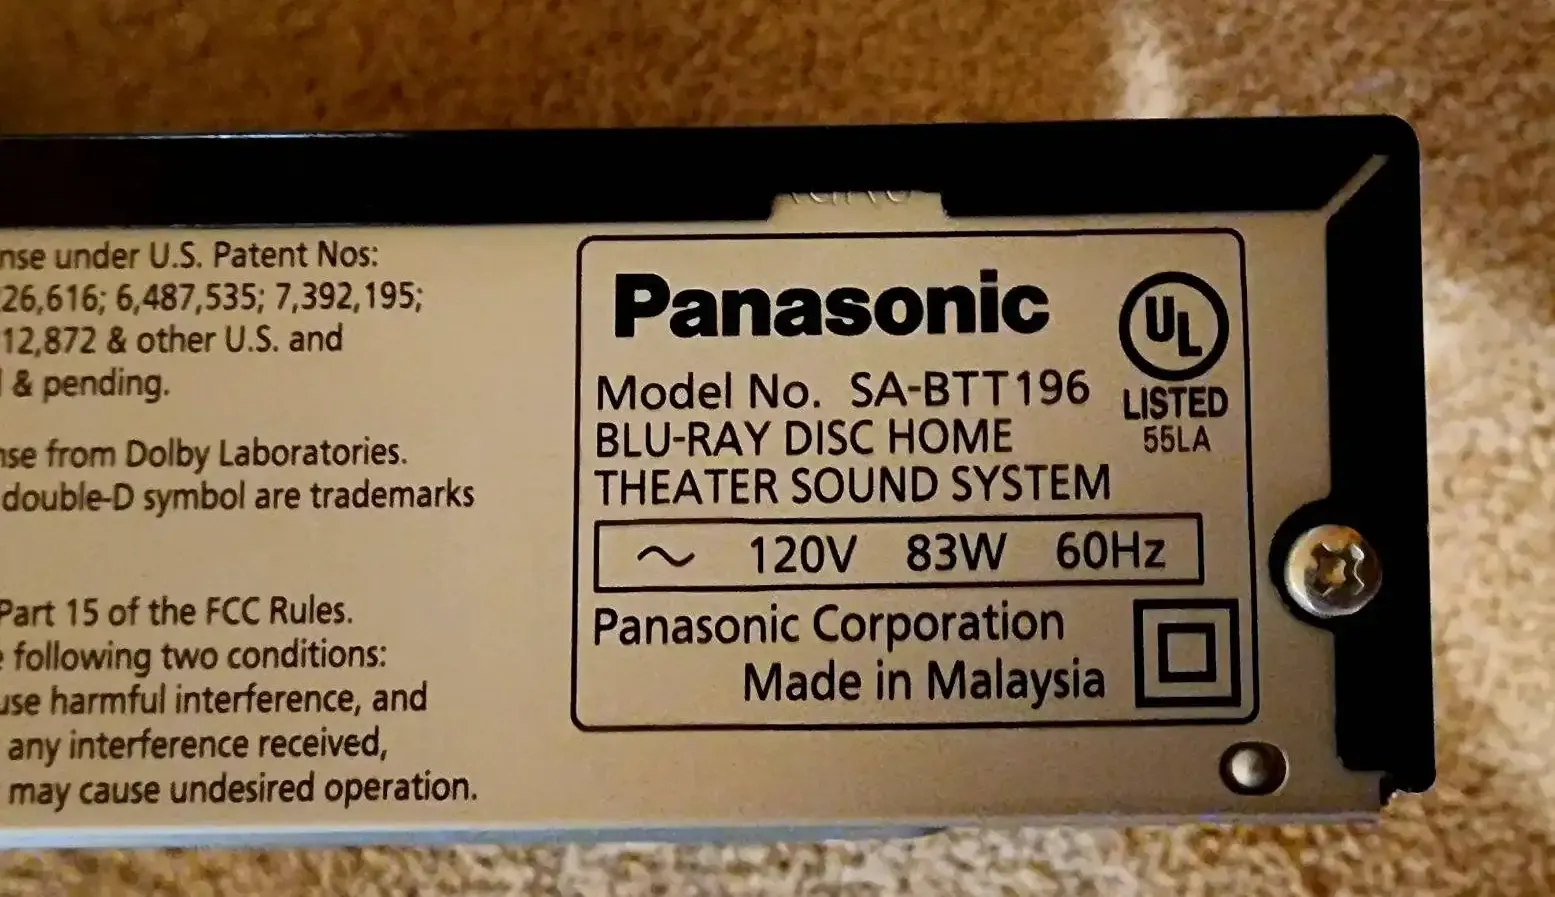 nse under U.S. Patent Nos:
26,616; 6,487,535; 7,392,195;
12,872 & other U.S. and
& pending.
nse from Dolby Laboratories.
double-D symbol are trademarks
Part 15 of the FCC Rules.
following two conditions:
use harmful interference, and
any interference received,
may cause undesired operation.
Panasonic
UL
LISTED
55LA
Model No. SA-BTT196
BLU-RAY DISC HOME
THEATER SOUND SYSTEM
~ 120V 83W 60Hz
Panasonic Corporation
Made in Malaysia